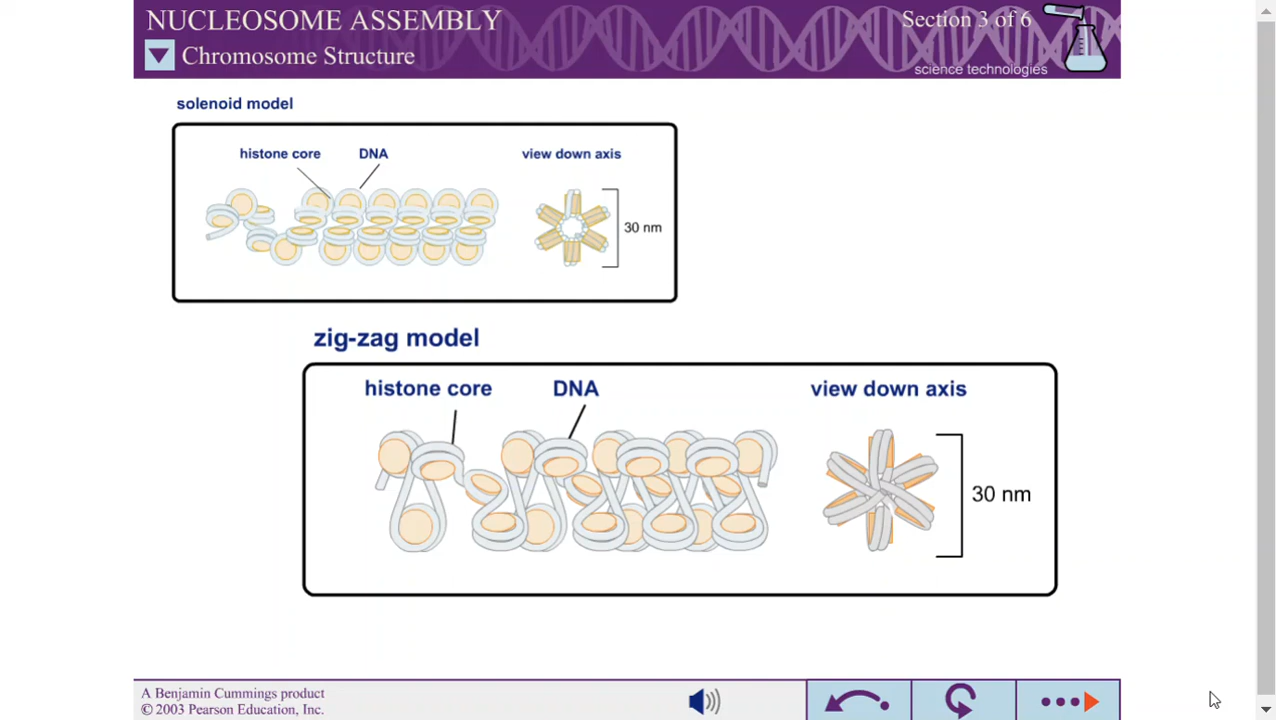 NUCLEOSOME ASSEMBLY
Section 3 of 6
Chromosome Structure
science technologies
solenoid model
histone core
DNA
view down axis
30 nm
zig-zag model
histone core
DNA
view down axis
30 nm
A Benjamin Cummings product
© 2003 Pearson Education, Inc.